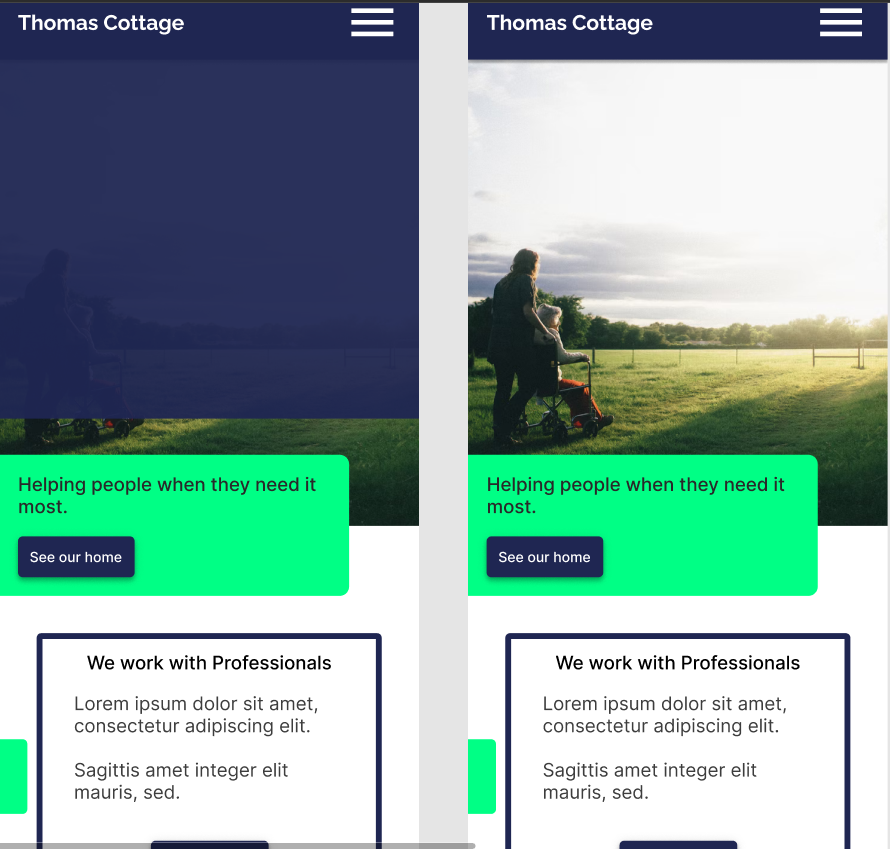 Thomas Cottage
Helping people when they need it
most.
See our home
We work with Professionals
Lorem ipsum dolor sit amet,
consectetur adipiscing elit.
Sagittis amet integer elit
mauris, sed.
Thomas Cottage
Helping people when they need it
most.
See our home
We work with Professionals
Lorem ipsum dolor sit amet,
consectetur adipiscing elit.
Sagittis amet integer elit
mauris, sed.